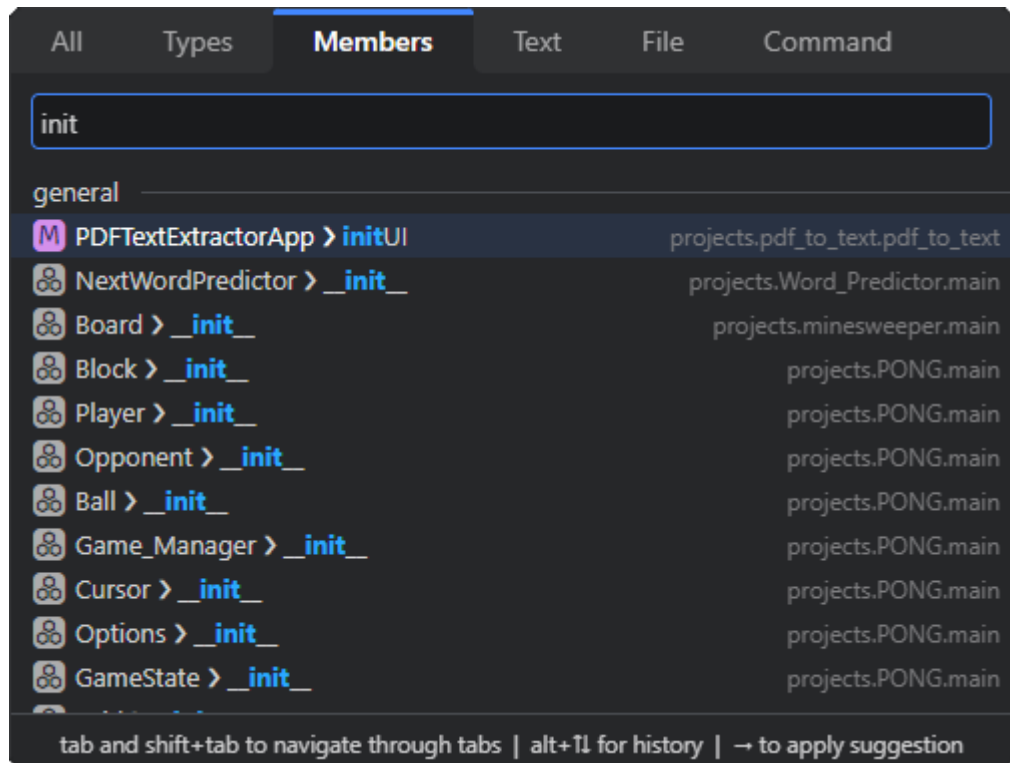 All Types Members Text File Command
init
general
M PDFTextExtractorApp ❯ initUI projects.pdf_to_text.pdf_to_text
NextWordPredictor ❯ __init__ projects.Word_Predictor.main
Board ❯ __init__ projects.minesweeper.main
Block ❯ __init__ projects.PONG.main
Player ❯ __init__ projects.PONG.main
Opponent ❯ __init__ projects.PONG.main
Ball ❯ __init__ projects.PONG.main
Game_Manager ❯ __init__ projects.PONG.main
Cursor ❯ __init__ projects.PONG.main
Options ❯ __init__ projects.PONG.main
GameState ❯ __init__ projects.PONG.main
tab and shift+tab to navigate through tabs | alt+⇅ for history | → to apply suggestion